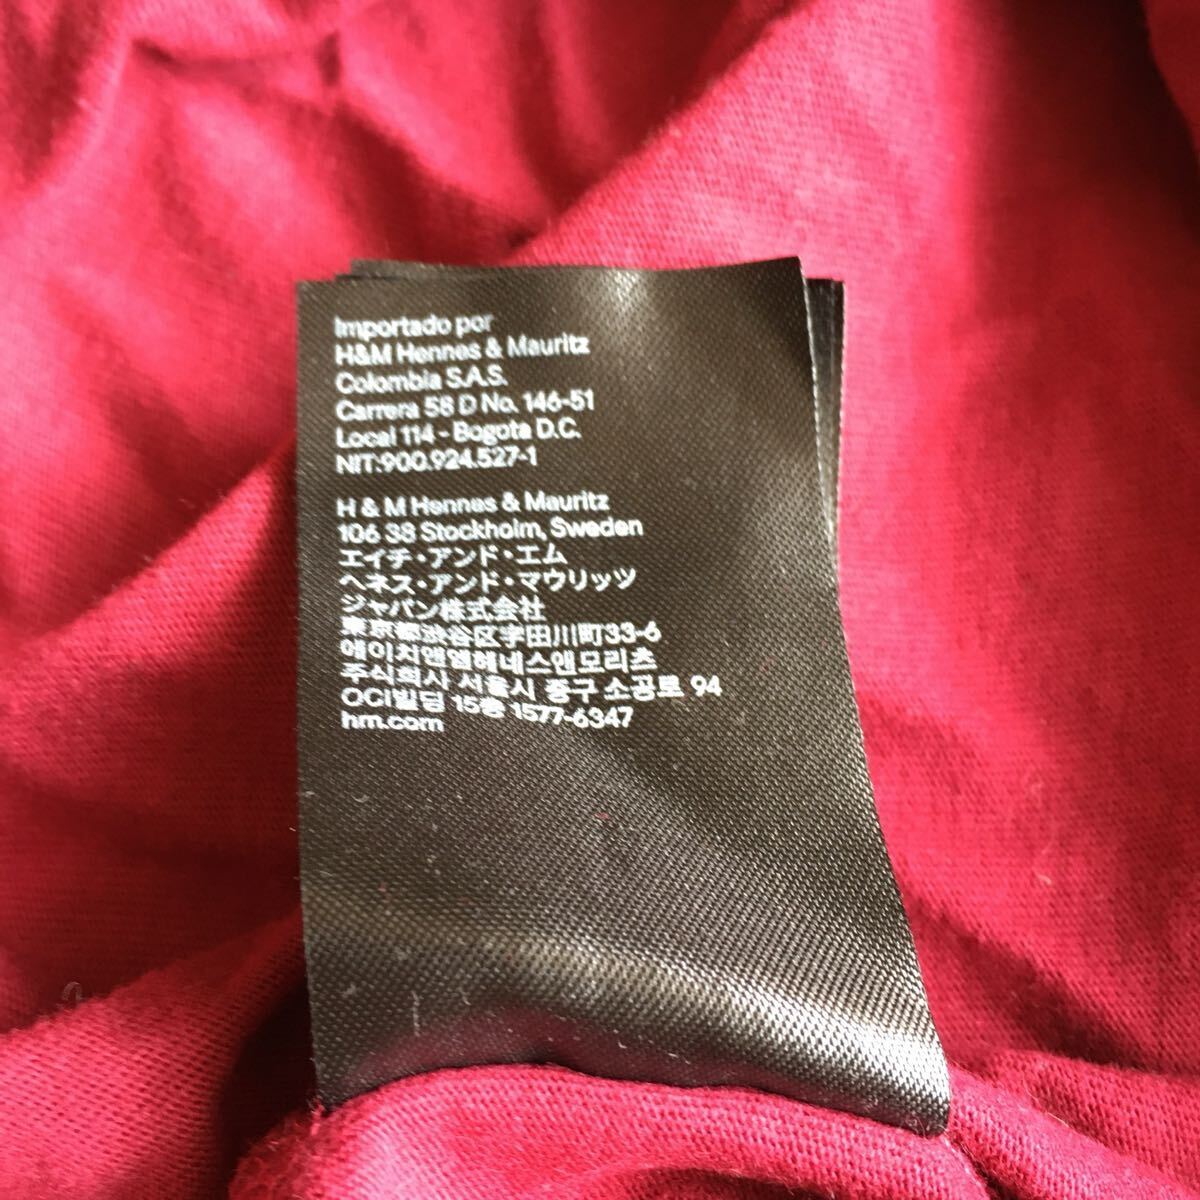 Importado por
H&M Hennes & Mauritz
Colombia S.A.S.
Carrera 58 D No. 146-51
Local 114 - Bogota D.C.
NIT:900.924.527-1
H & M Hennes & Mauritz
106 38 Stockholm, Sweden
エイチ・アンド・エム
ヘネス・アンド・マウリッツ
ジャパン株式会社
東京都渋谷区宇田川町33-6
에이치앤엠헤네스앤모리츠
주식회사 서울시 중구 소공로 94
OCI빌딩 15층 1577-6347
hm.com